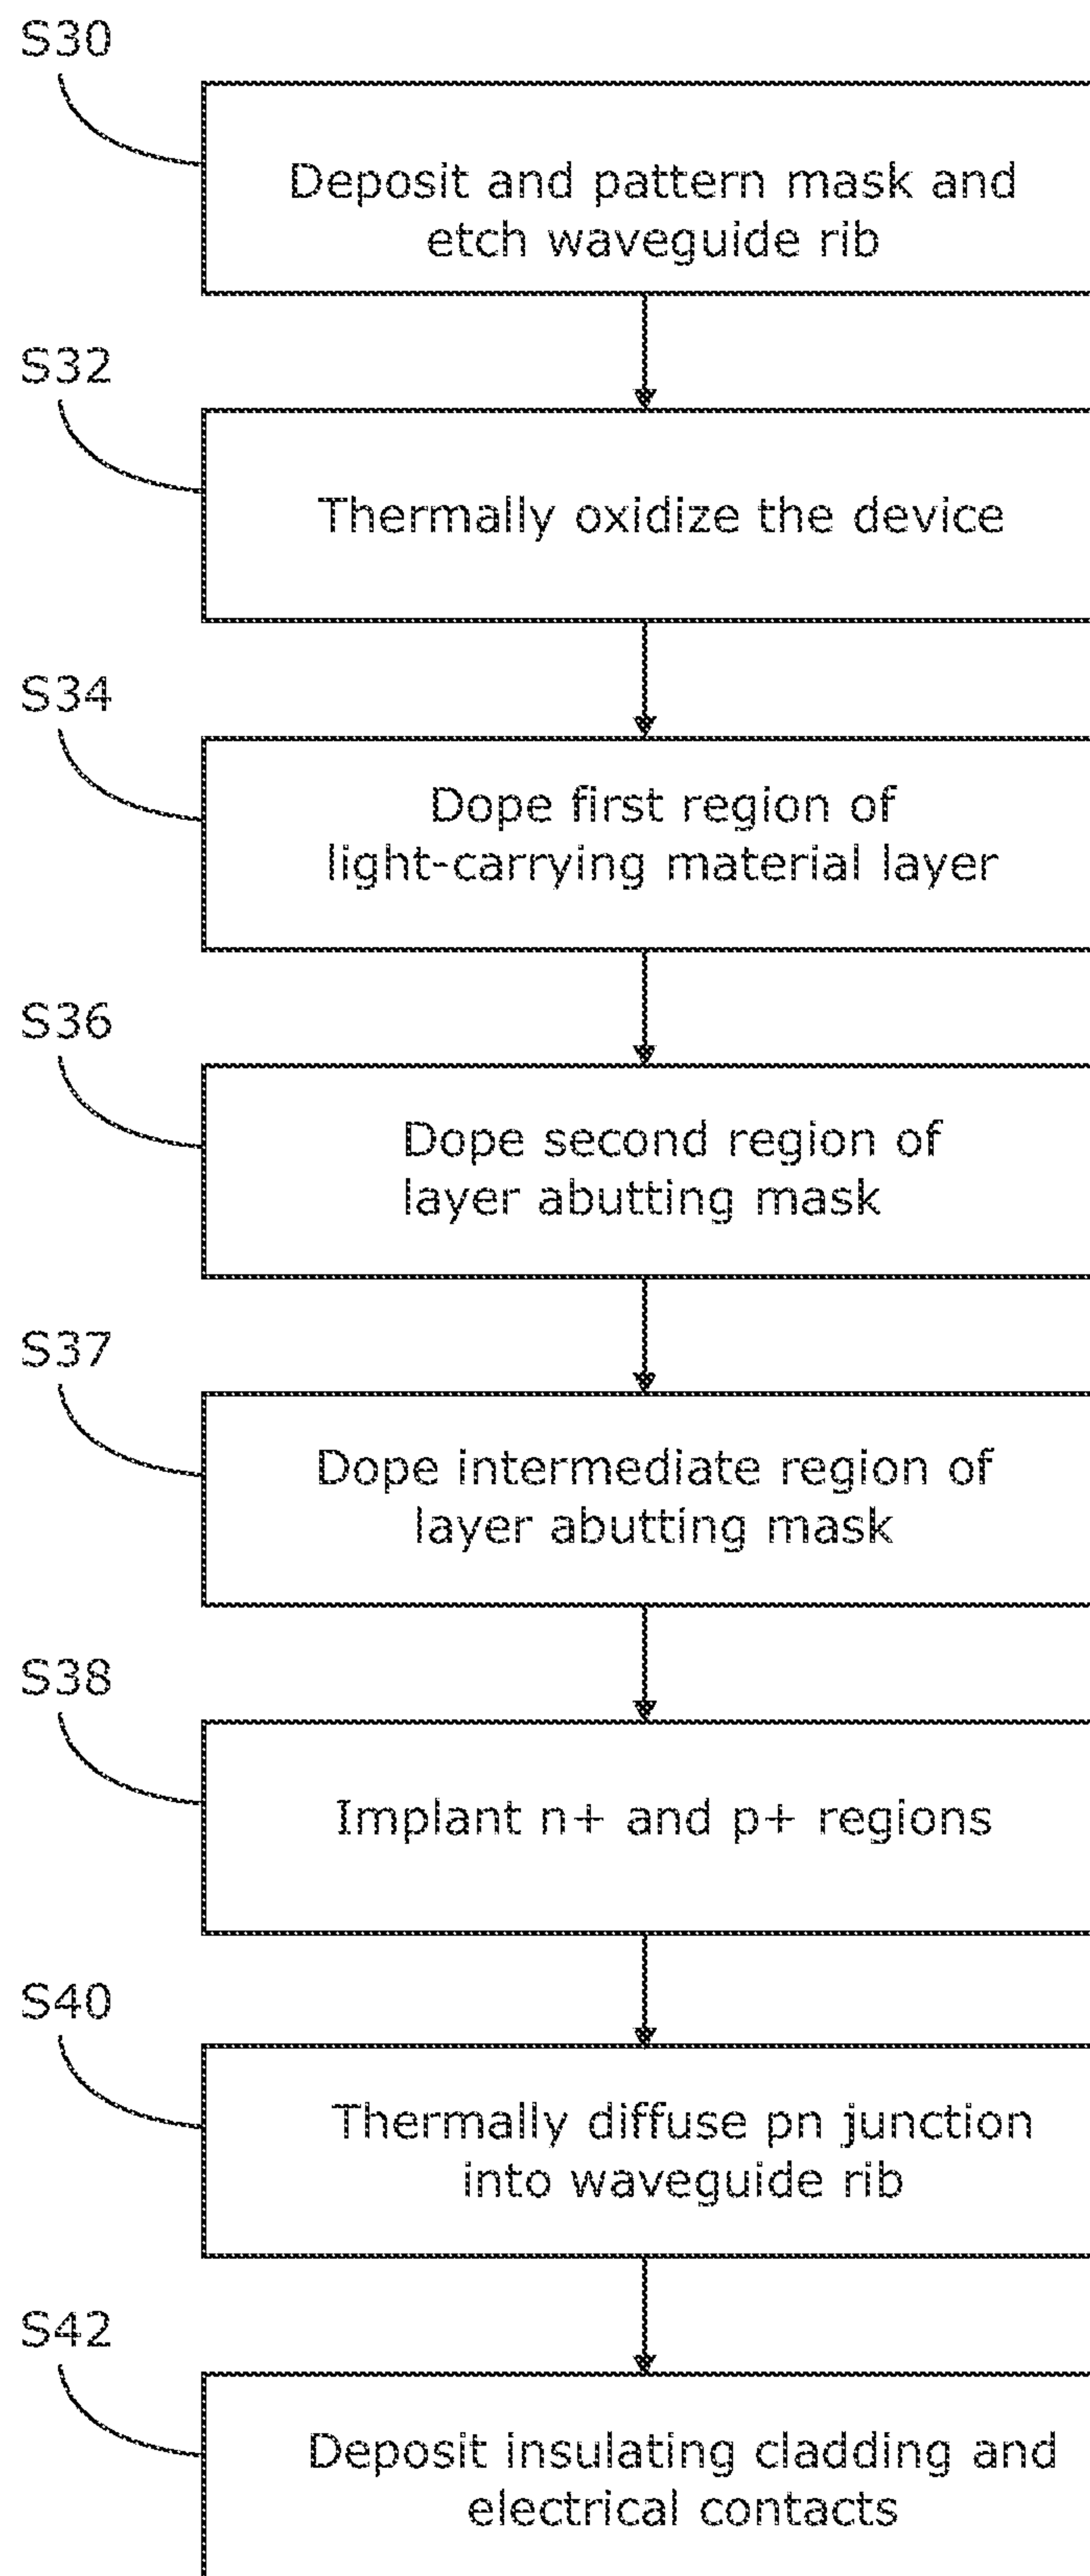 S30
Deposit and pattern mask and
etch waveguide rib
S32
Thermally oxidize the device
S34
Dope first region of
light-carrying material layer
S36
Dope second region of
layer abutting mask
S37
Dope intermediate region of
layer abutting mask
S38
Implant n+ and p+ regions
S40
Thermally diffuse pn junction
into waveguide rib
S42
Deposit insulating cladding and
electrical contacts